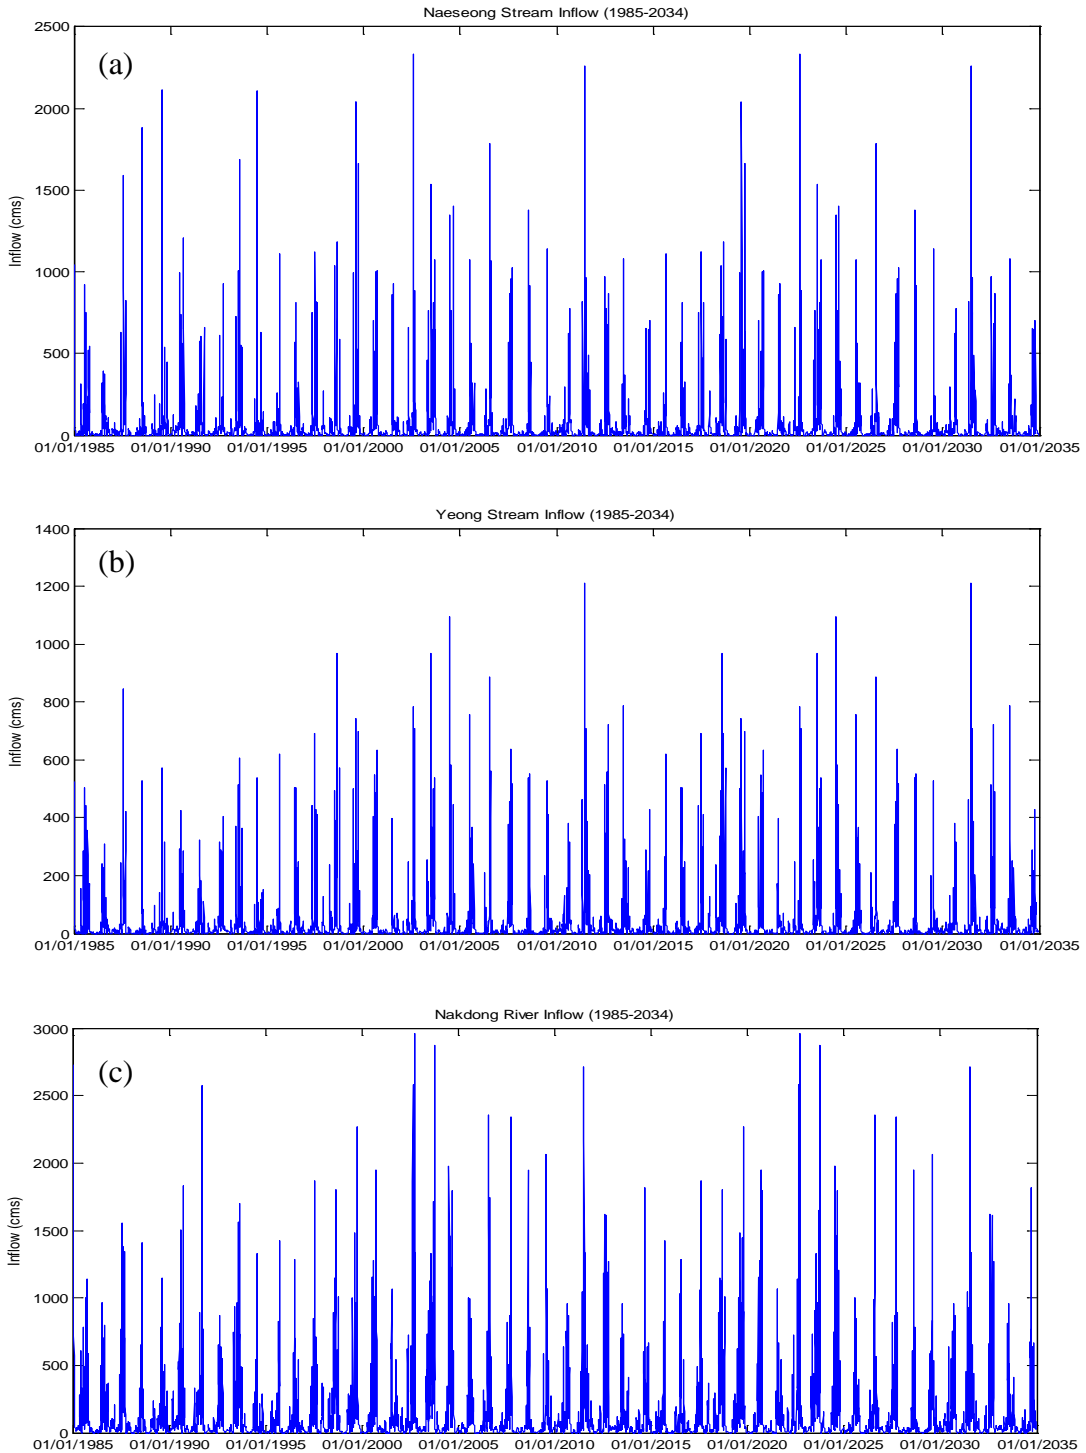 Naeseong Stream Inflow (1985-2034)
(a)
2500
2000
1500
1000
500
0
Inflow (cms)
01/01/1985 01/01/1990 01/01/1995 01/01/2000 01/01/2005 01/01/2010 01/01/2015 01/01/2020 01/01/2025 01/01/2030 01/01/2035
Yeong Stream Inflow (1985-2034)
(b)
1400
1200
1000
800
600
400
200
0
Inflow (cms)
01/01/1985 01/01/1990 01/01/1995 01/01/2000 01/01/2005 01/01/2010 01/01/2015 01/01/2020 01/01/2025 01/01/2030 01/01/2035
Nakdong River Inflow (1985-2034)
(c)
3000
2500
2000
1500
1000
500
0
Inflow (cms)
01/01/1985 01/01/1990 01/01/1995 01/01/2000 01/01/2005 01/01/2010 01/01/2015 01/01/2020 01/01/2025 01/01/2030 01/01/2035